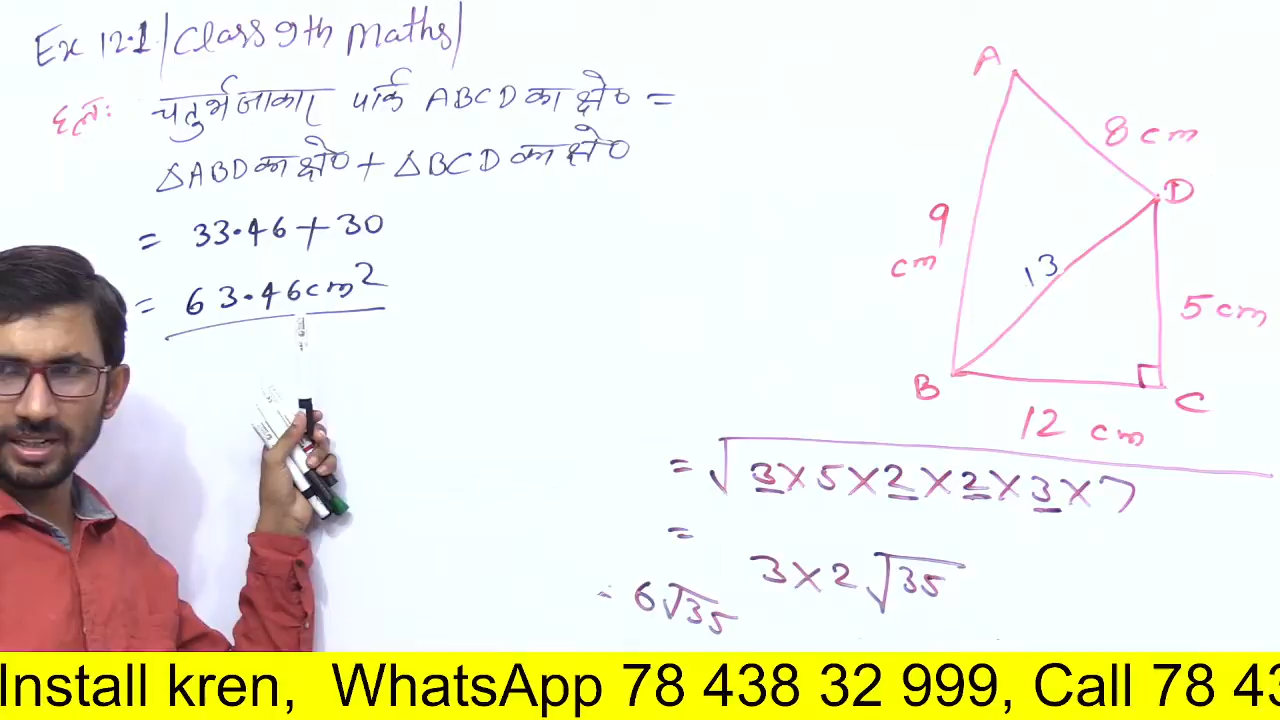 Ex 12.1 / Class 9th Maths /
हलः चतुर्भुजाकार पार्क ABCD का क्षे० =
△ABD का क्षे० + △BCD का क्षे०
= 33.46 + 30
= 63.46 cm²
A
8 cm
D
9
cm
13
5 cm
B
C
12 cm
= √3×5×2×2×3×7
=
3×2√35
6√35
Install kren, WhatsApp 78 438 32 999, Call 78 43